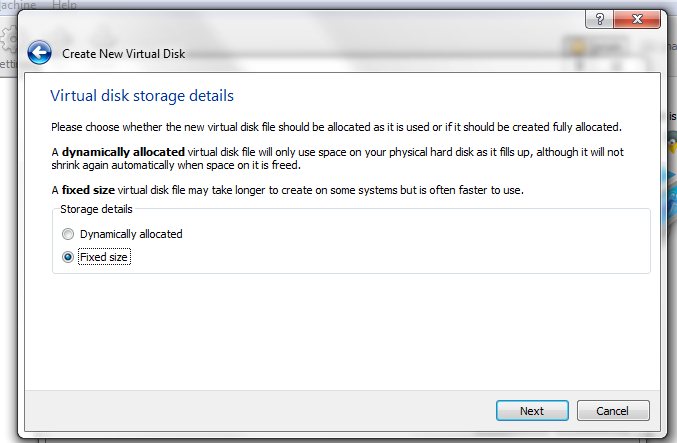 Help
Create New Virtual Disk
Virtual disk storage details
Please choose whether the new virtual disk file should be allocated as it is used or if it should be created fully allocated.
A dynamically allocated virtual disk file will only use space on your physical hard disk as it fills up, although it will not
shrink again automatically when space on it is freed.
A fixed size virtual disk file may take longer to create on some systems but is often faster to use.
Storage details
Dynamically allocated
Fixed size
Next
Cancel